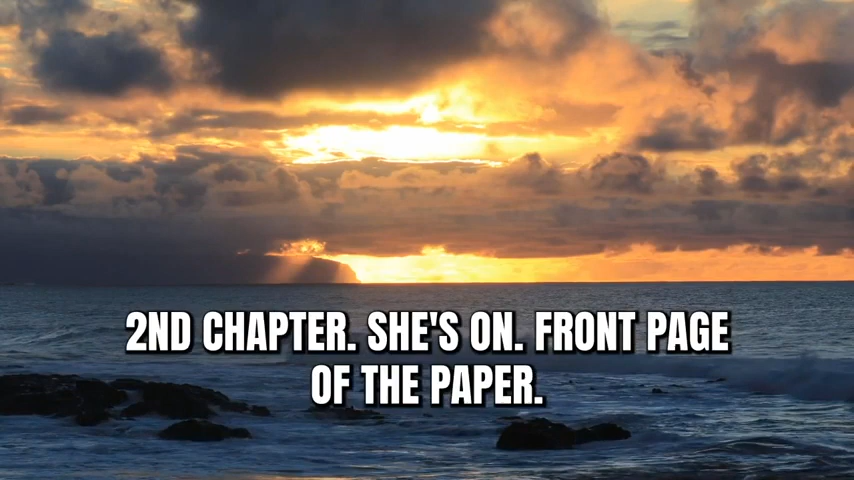 2ND CHAPTER. SHE'S ON. FRONT PAGE
OF THE PAPER.